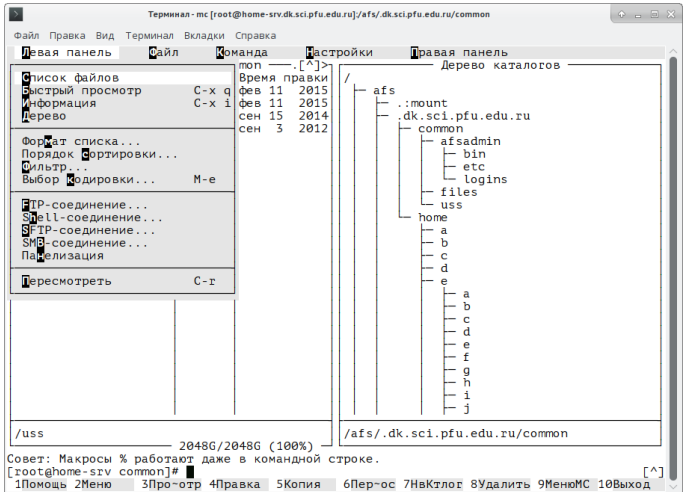 Терминал - mc [root@home-srv.dk.sci.pfu.edu.ru]:/afs/.dk.sci.pfu.edu.ru/common
Файл Правка Вид Терминал Вкладки Справка
Левая панель Файл Команда Настройки Правая панель
mon .[^]>
Дерево каталогов
Список файлов
Быстрый просмотр C-x q
Информация C-x i
Дерево
Формат списка...
Порядок сортировки...
Фильтр...
Выбор кодировки... M-e
FTP-соединение...
Shell-соединение...
SFTP-соединение...
SMB-соединение...
Панелизация
Пересмотреть C-r
Время правки
фев 11 2015
фев 11 2015
сен 15 2014
сен 3 2012
/uss
2048G/2048G (100%)
/
afs
.:mount
.dk.sci.pfu.edu.ru
common
afsadmin
bin
etc
logins
files
uss
home
a
b
c
d
e
a
b
c
d
e
f
g
h
i
j
/afs/.dk.sci.pfu.edu.ru/common
Совет: Макросы % работают даже в командной строке.
[root@home-srv common]# [^]
1Помощь 2Меню 3Про~отр 4Правка 5Копия 6Пер~ос 7НвКтлог 8Удалить 9МенюМС 10Выход